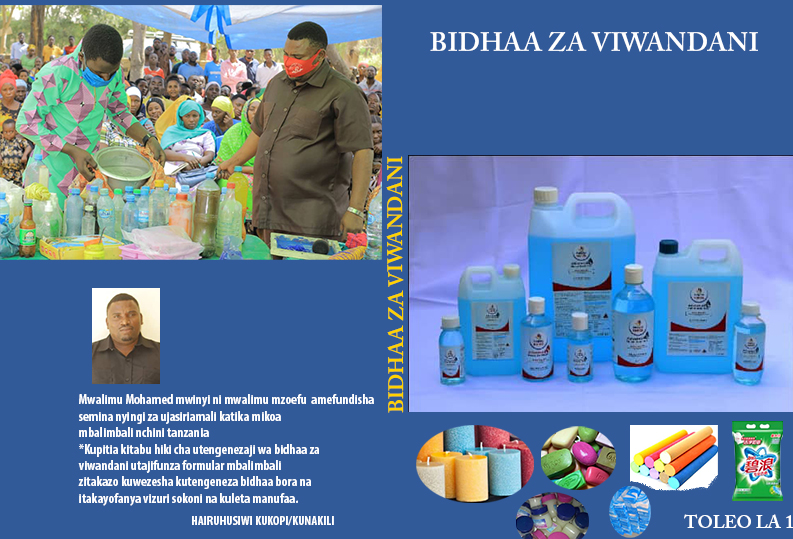 BIDHAA ZA VIWANDANI
BIDHAA ZA VIWANDANI
Mwalimu Mohamed mwinyi ni mwalimu mzoefu amefundisha
semina nyingi za ujasiriamali katika mikoa
mbalimbali nchini tanzania
*Kupitia kitabu hiki cha utengenezaji wa bidhaa za
viwandani utajifunza formular mbalimbali
zitakazo kuwezesha kutengeneza bidhaa bora na
itakayofanya vizuri sokoni na kuleta manufaa.
HAIRUHUSIWI KUKOPI/KUNAKILI
碧浪
TOLEO LA 1